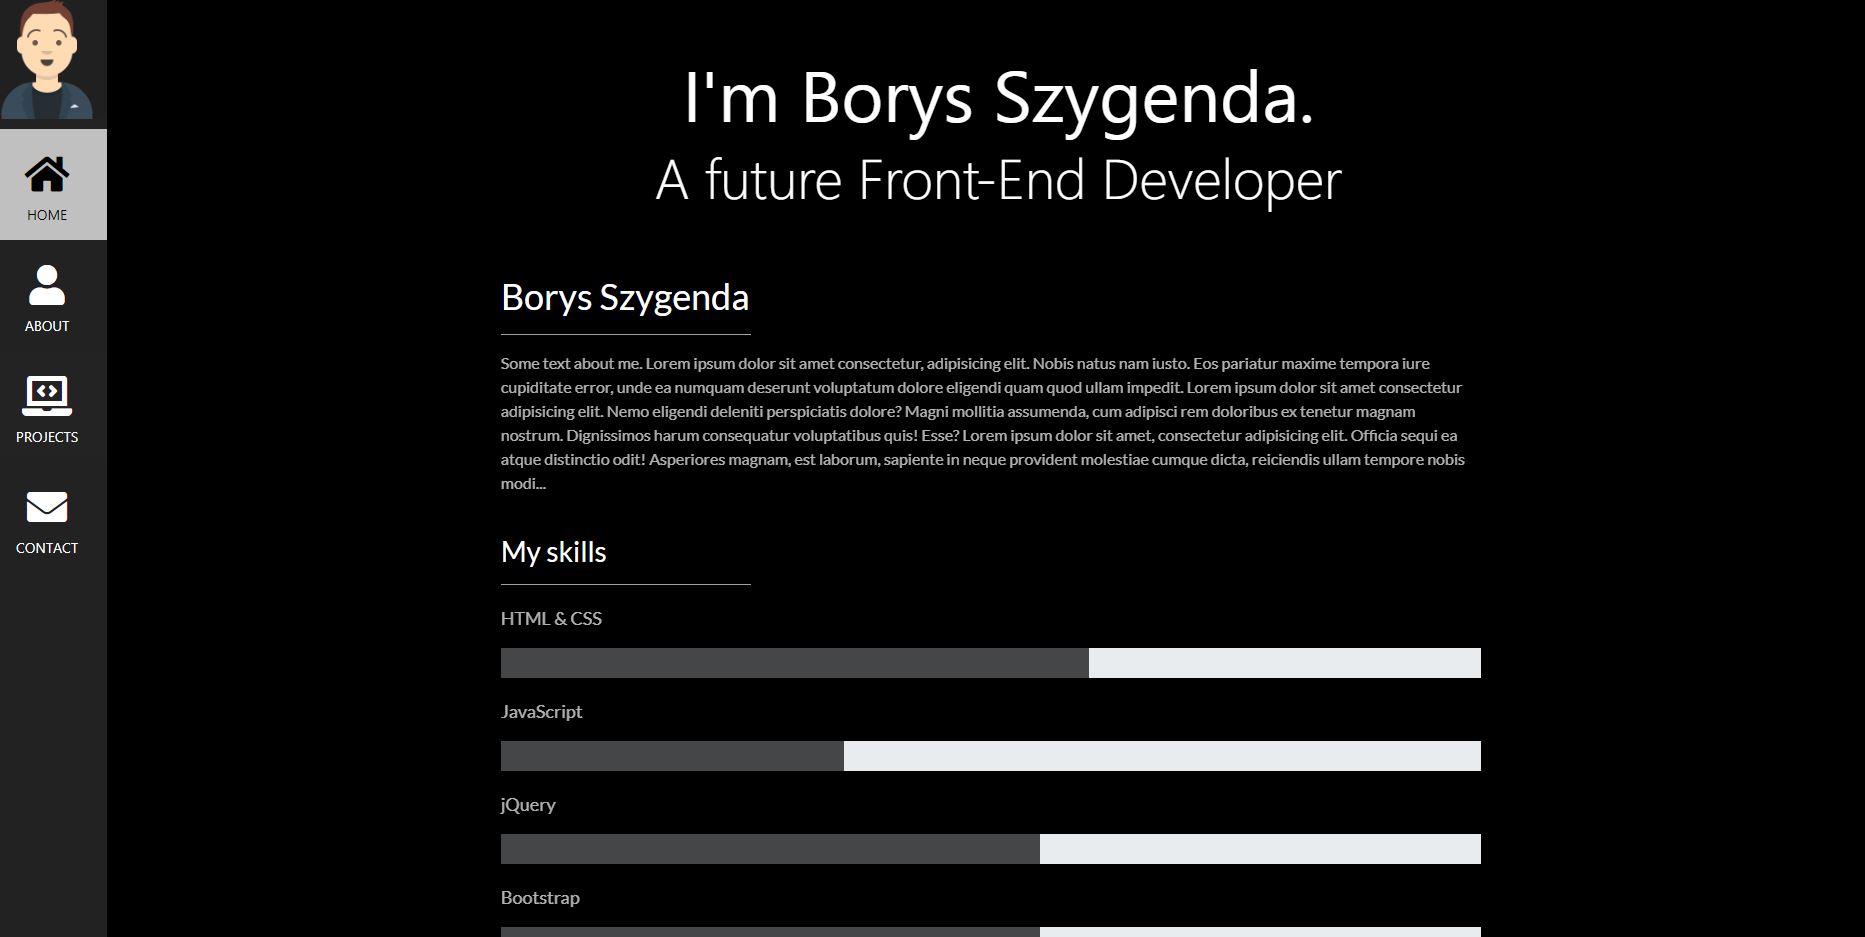 HOME
ABOUT
PROJECTS
CONTACT
I'm Borys Szygenda.
A future Front-End Developer
Borys Szygenda
Some text about me. Lorem ipsum dolor sit amet consectetur, adipisicing elit. Nobis natus nam iusto. Eos pariatur maxime tempora iure
cupiditate error, unde ea numquam deserunt voluptatum dolore eligendi quam quod ullam impedit. Lorem ipsum dolor sit amet consectetur
adipisicing elit. Nemo eligendi deleniti perspiciatis dolore? Magni mollitia assumenda, cum adipisci rem doloribus ex tenetur magnam
nostrum. Dignissimos harum consequatur voluptatibus quis! Esse? Lorem ipsum dolor sit amet, consectetur adipisicing elit. Officia sequi ea
atque distinctio odit! Asperiores magnam, est laborum, sapiente in neque provident molestiae cumque dicta, reiciendis ullam tempore nobis
modi...
My skills
HTML & CSS
JavaScript
jQuery
Bootstrap